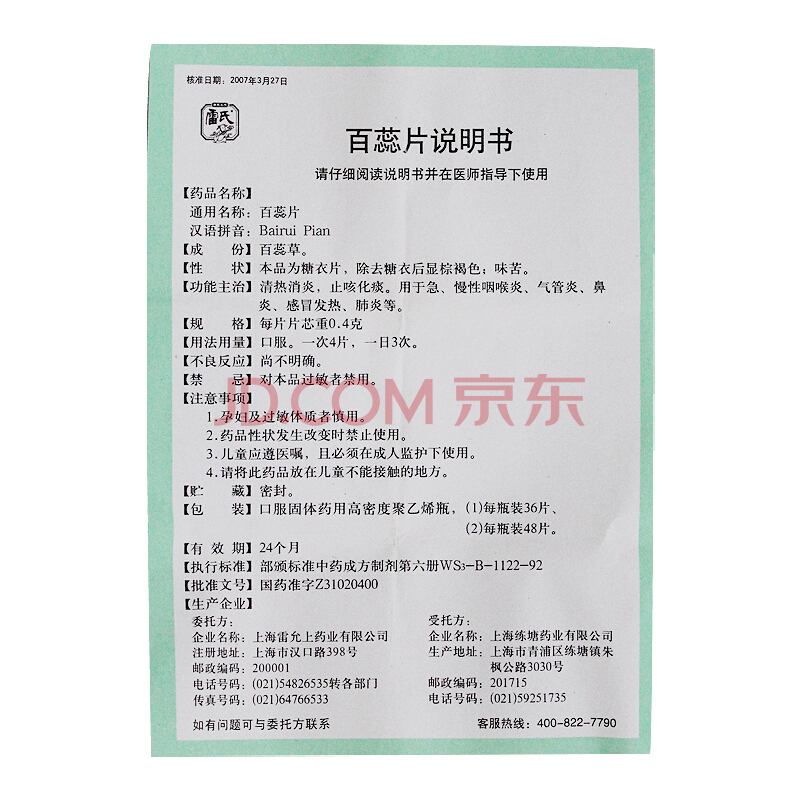 核准日期：2007年3月27日
雷氏
百蕊片说明书
请仔细阅读说明书并在医师指导下使用
【药品名称】
通用名称：百蕊片
汉语拼音：Bairui Pian
【成　　份】百蕊草。
【性　　状】本品为糖衣片，除去糖衣后显棕褐色；味苦。
【功能主治】清热消炎，止咳化痰。用于急、慢性咽喉炎、气管炎、鼻
炎、感冒发热、肺炎等。
【规　　格】每片片芯重0.4克
【用法用量】口服。一次4片，一日3次。
【不良反应】尚不明确。
【禁　　忌】对本品过敏者禁用。
JD.COM 京东
【注意事项】
1.孕妇及过敏体质者慎用。
2.药品性状发生改变时禁止使用。
3.儿童应遵医嘱，且必须在成人监护下使用。
4.请将此药品放在儿童不能接触的地方。
【贮　　藏】密封。
【包　　装】口服固体药用高密度聚乙烯瓶，(1)每瓶装36片、
(2)每瓶装48片。
【有 效 期】24个月
【执行标准】部颁标准中药成方制剂第六册WS3-B-1122-92
【批准文号】国药准字Z31020400
【生产企业】
委托方：
企业名称：上海雷允上药业有限公司
注册地址：上海市汉口路398号
邮政编码：200001
电话号码：(021)54826535转各部门
传真号码：(021)64766533
受托方：
企业名称：上海练塘药业有限公司
生产地址：上海市青浦区练塘镇朱
枫公路3030号
邮政编码：201715
电话号码：(021)59251735
如有问题可与委托方联系
客服热线：400-822-7790